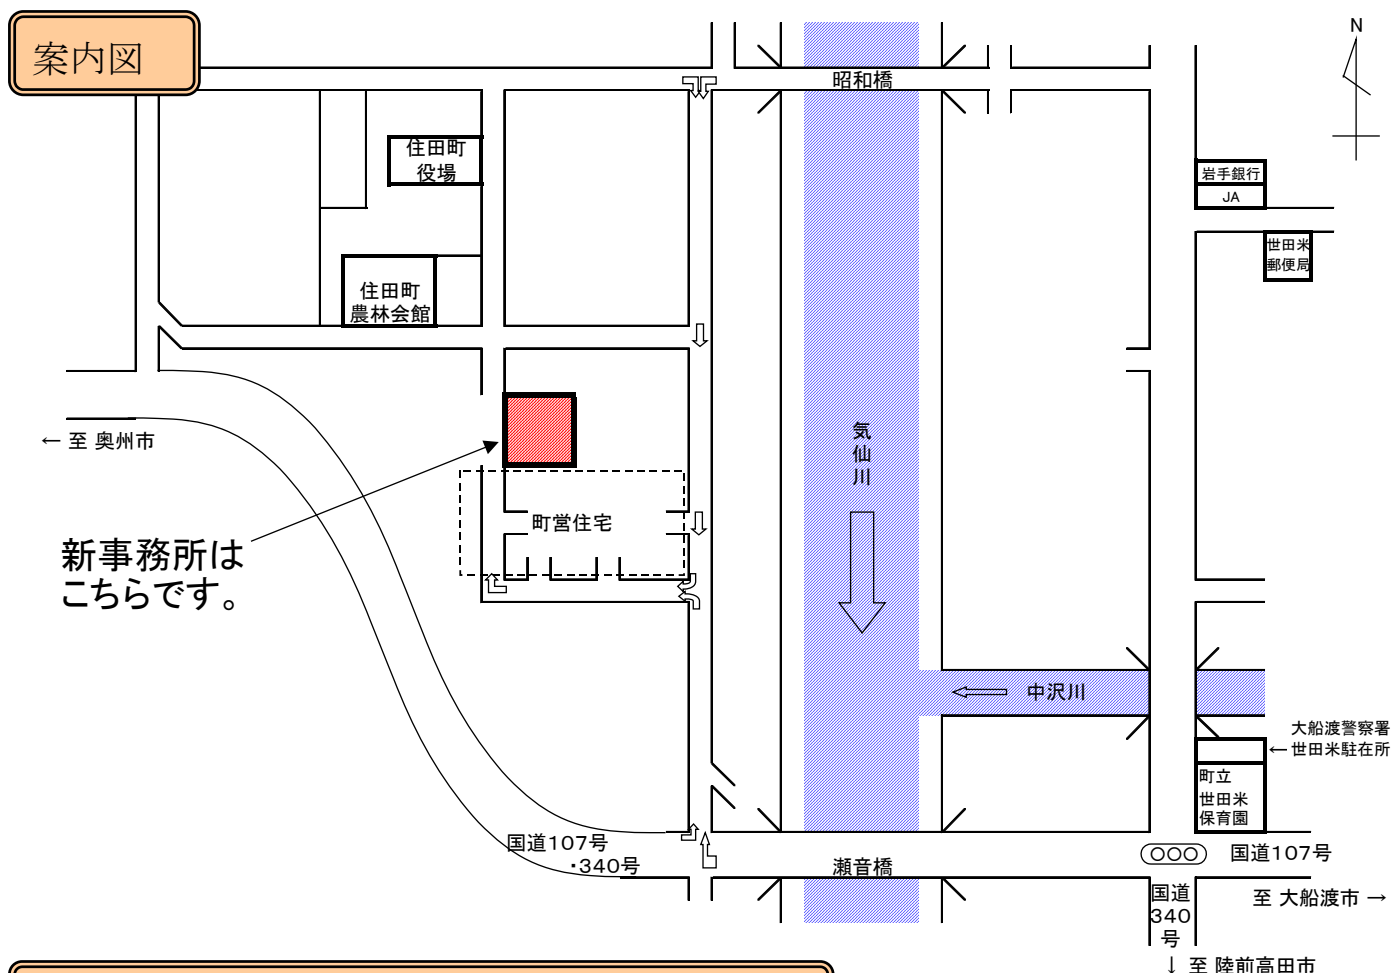 案内図
N
昭和橋
住田町
役場
岩手銀行
JA
世田米
郵便局
住田町
農林会館
← 至 奥州市
気仙川
新事務所は
こちらです。
町営住宅
中沢川
大船渡警察署
←世田米駐在所
町立
世田米
保育園
国道107号
・340号
瀬音橋
国道107号
国道
340
号
至 大船渡市 →
↓ 至 陸前高田市